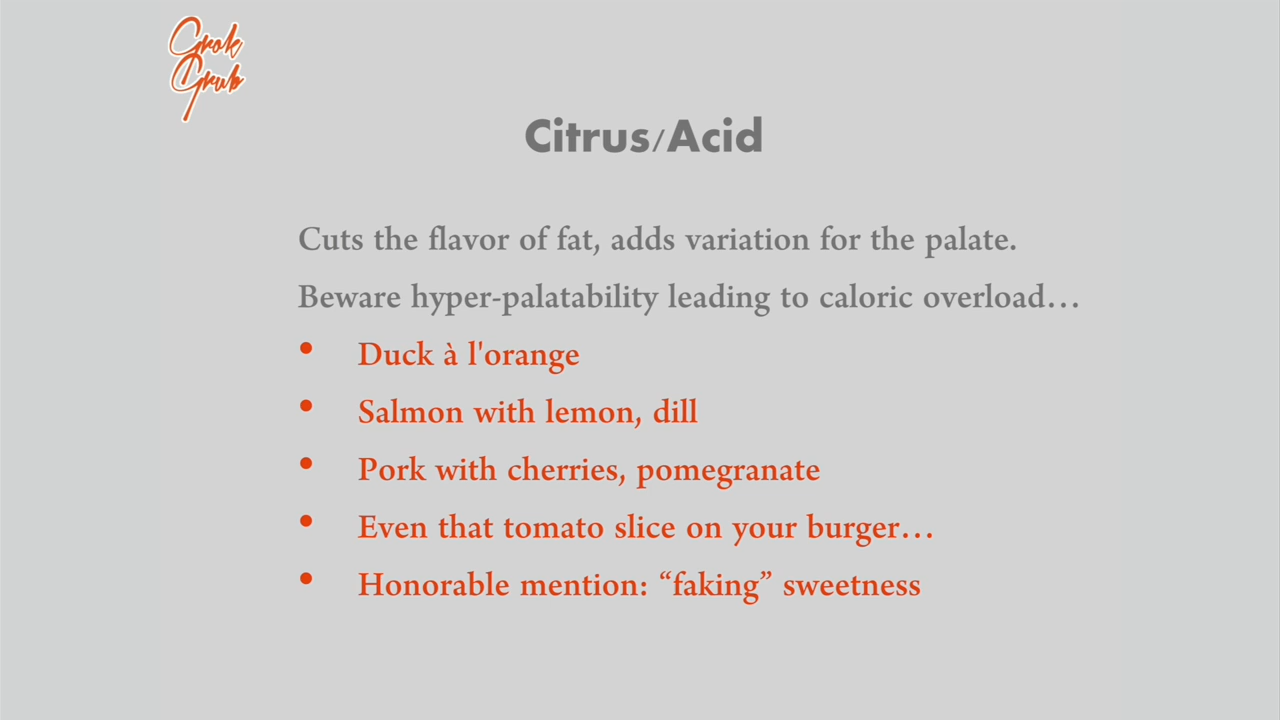 Grok
Grub
Citrus/Acid
Cuts the flavor of fat, adds variation for the palate.
Beware hyper-palatability leading to caloric overload…
• Duck à l'orange
• Salmon with lemon, dill
• Pork with cherries, pomegranate
• Even that tomato slice on your burger…
• Honorable mention: “faking” sweetness